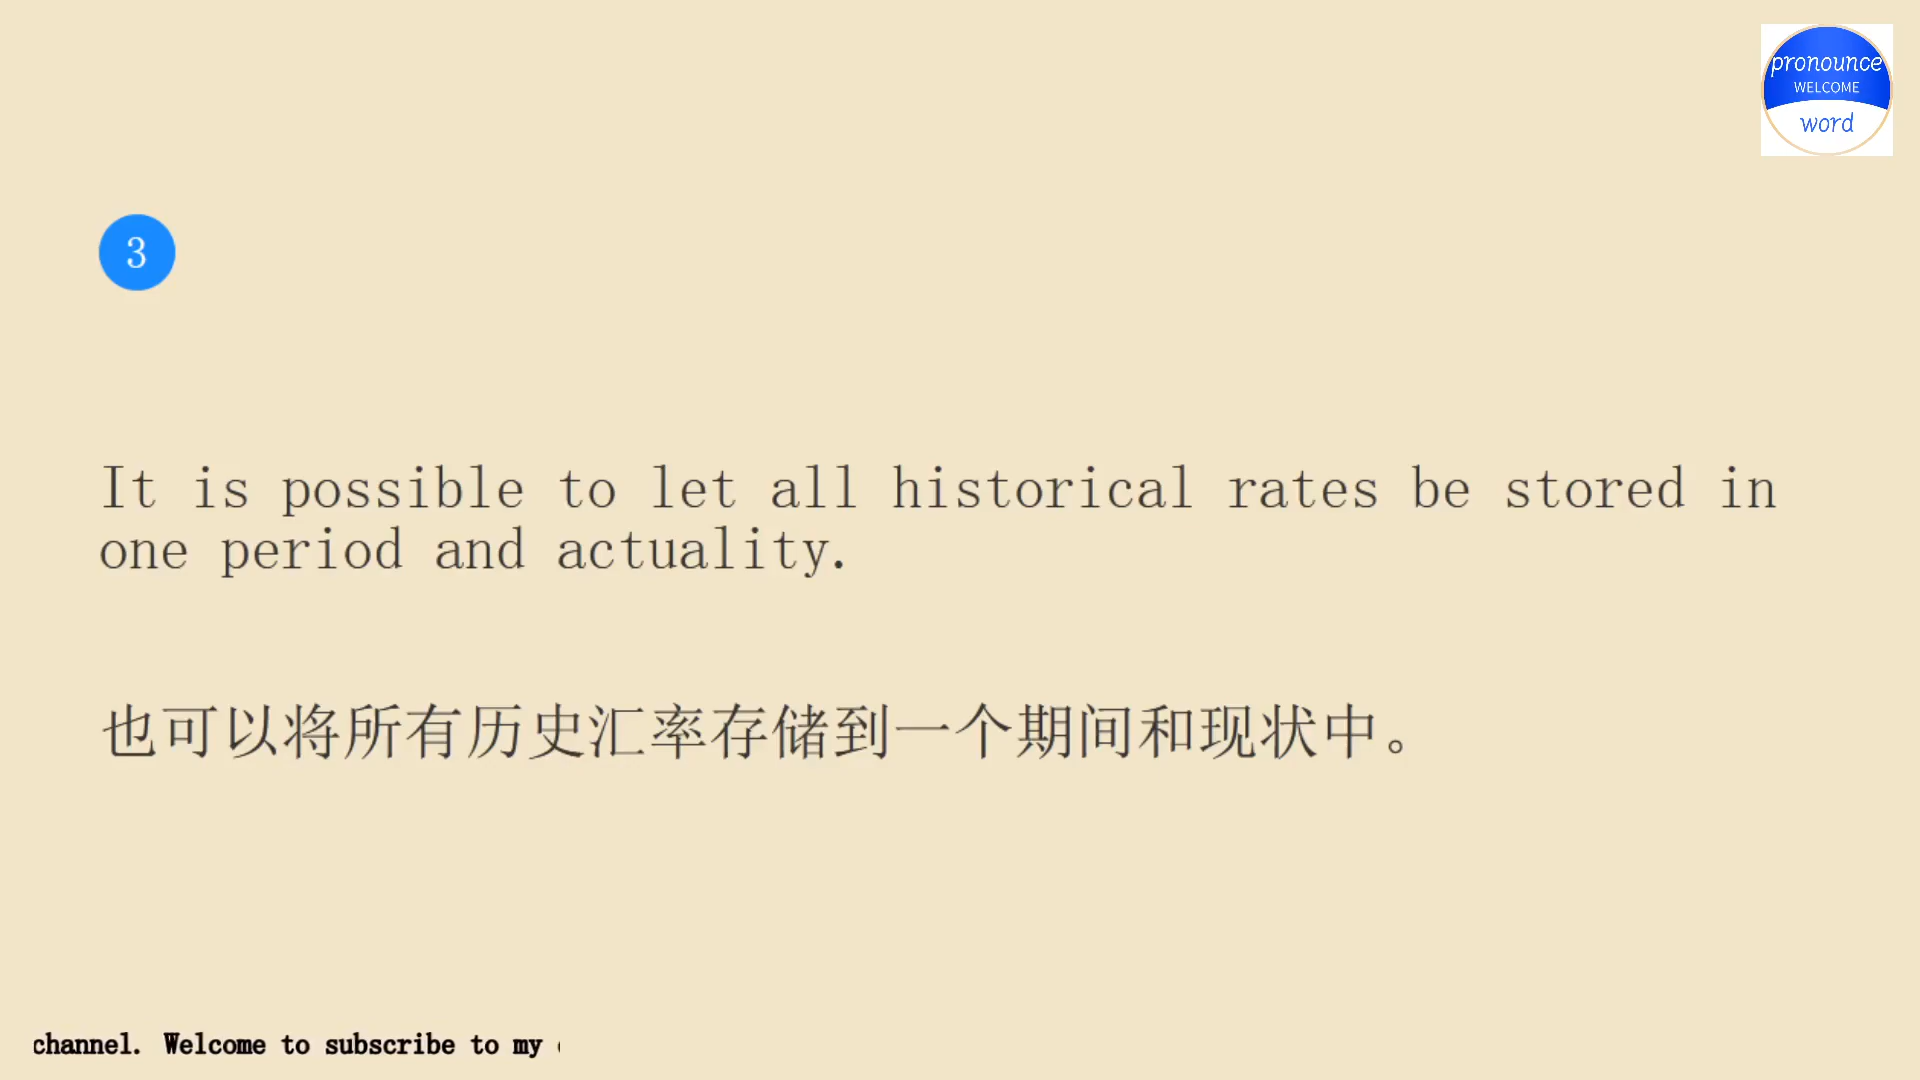 pronounce
WELCOME
word
3
It is possible to let all historical rates be stored in
one period and actuality.
也可以将所有历史汇率存储到一个期间和现状中。
channel. Welcome to subscribe to my